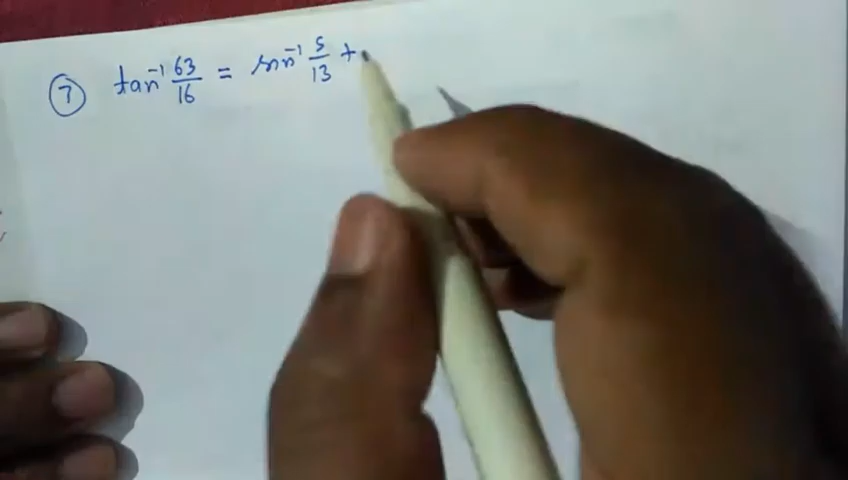 7 tan⁻¹ 63/16 = sin⁻¹ 5/13 +